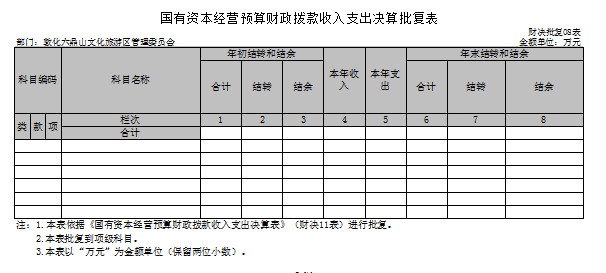 国有资本经营预算财政拨款收入支出决算批复表
财决批复08表
部门：敦化六鼎山文化旅游区管理委员会 金额单位：万元
科目编码 科目名称 年初结转和结余 本年收入 本年支出 年末结转和结余
合计 结转 结余 合计 结转 结余
类 款 项 栏次 1 2 3 4 5 6 7 8
合计
注：1.本表依据《国有资本经营预算财政拨款收入支出决算表》（财决11表）进行批复。
2.本表批复到项级科目。
3.本表以“万元”为金额单位（保留两位小数）。